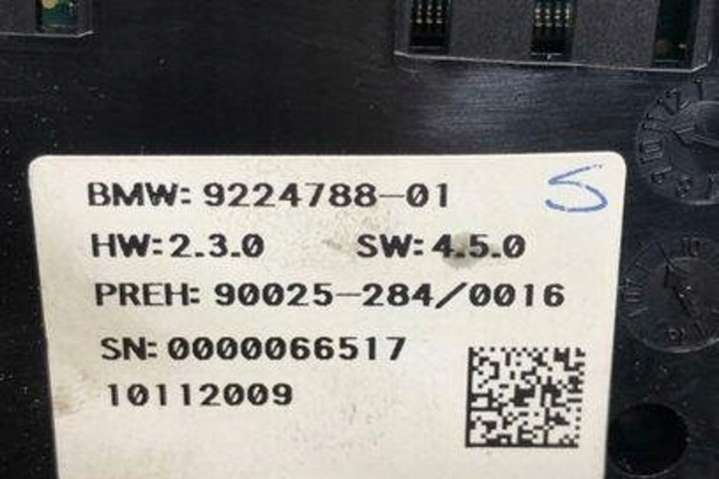 BMW: 9224788-01
S
HW: 2.3.0 SW: 4.5.0
PREH: 90025-284/0016
SN: 0000066517
10112009